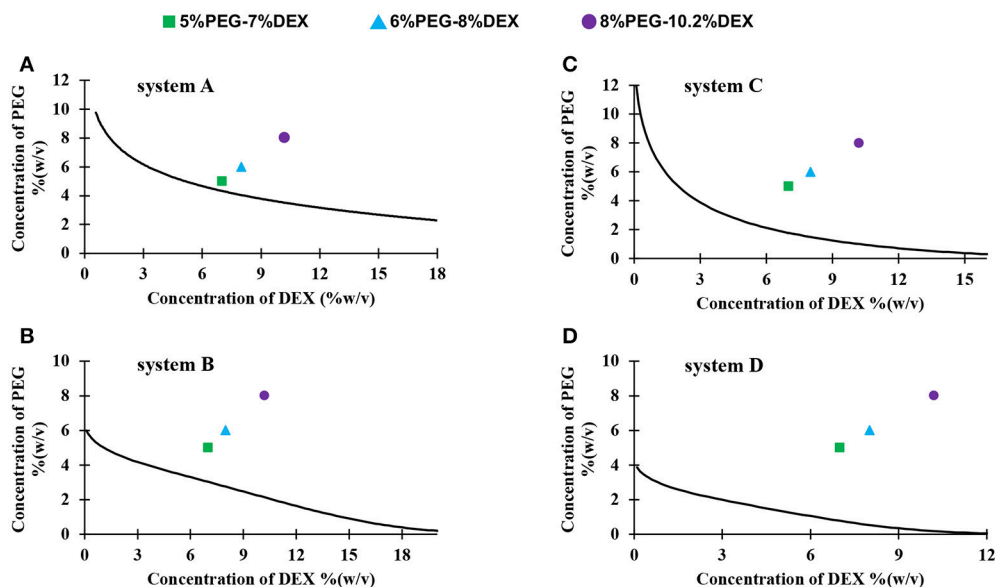 5%PEG-7%DEX 6%PEG-8%DEX 8%PEG-10.2%DEX
A
system A
Concentration of PEG
%(w/v)
12
10
8
6
4
2
0
0 3 6 9 12 15 18
Concentration of DEX (%w/v)
C
system C
Concentration of PEG
%(w/v)
12
10
8
6
4
2
0
0 3 6 9 12 15
Concentration of DEX %(w/v)
B
system B
Concentration of PEG
%(w/v)
10
8
6
4
2
0
0 3 6 9 12 15 18
Concentration of DEX %(w/v)
D
system D
Concentration of PEG
%(w/v)
10
8
6
4
2
0
0 3 6 9 12
Concentration of DEX %(w/v)